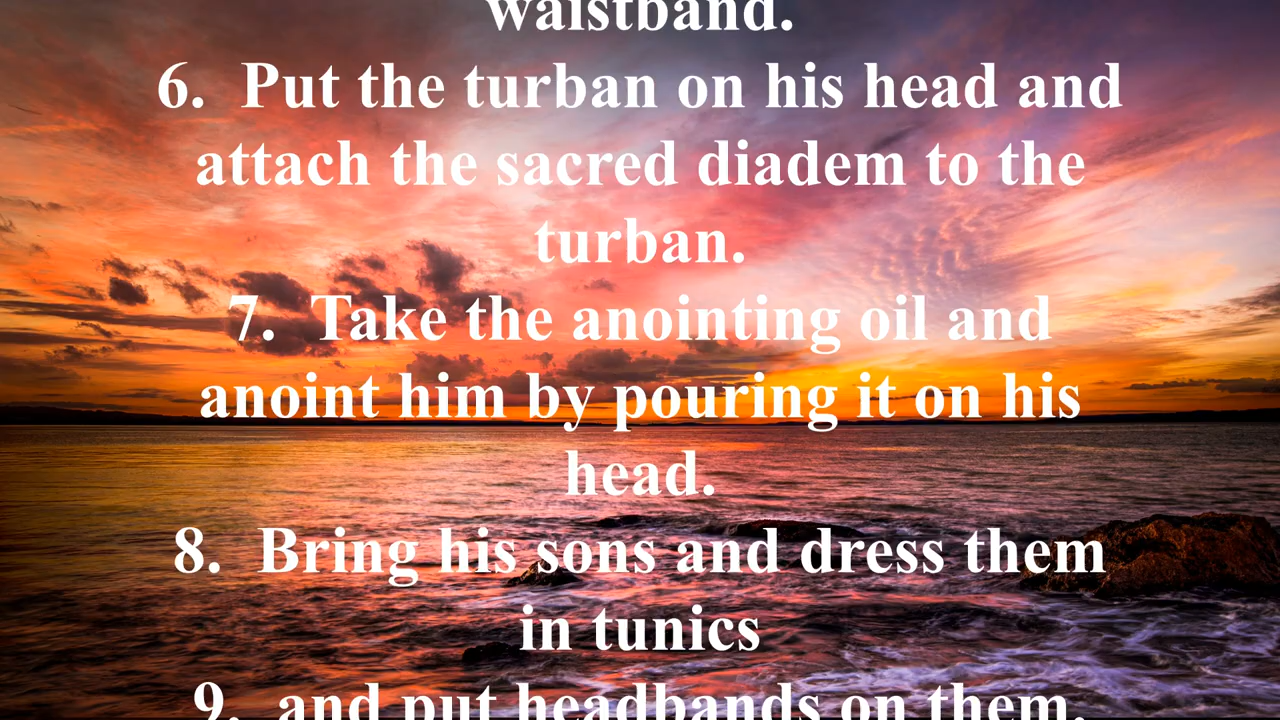 waistband.
6. Put the turban on his head and
attach the sacred diadem to the
turban.
7. Take the anointing oil and
anoint him by pouring it on his
head.
8. Bring his sons and dress them
in tunics
9. and put headbands on them.